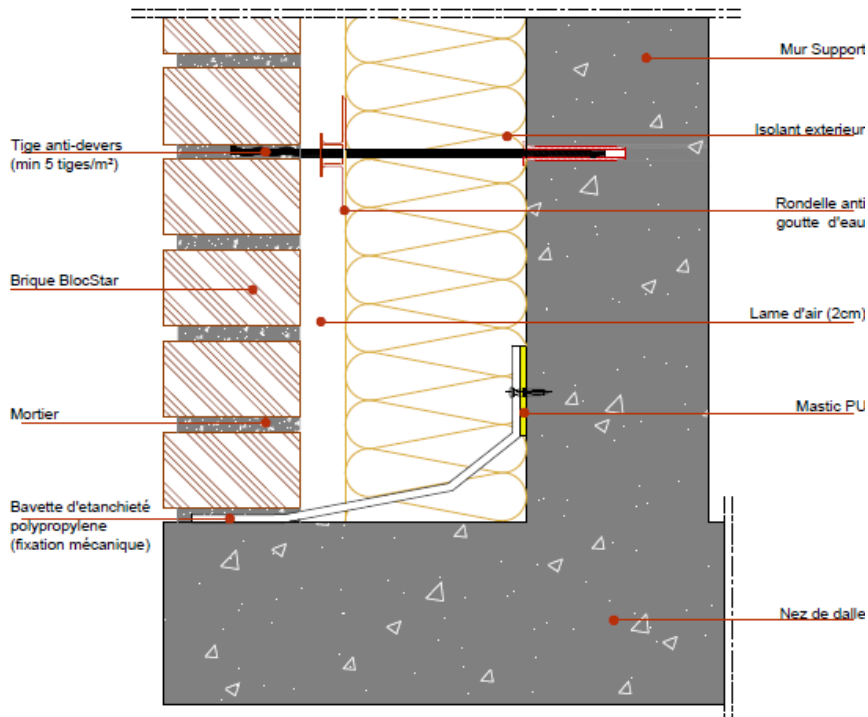 Mur Support
Isolant exterieur
Tige anti-devers
(min 5 tiges/m²)
Rondelle anti
goutte d'eau
Brique BlocStar
Lame d'air (2cm)
Mortier
Mastic PU
Bavette d'etancheité
polypropylene
(fixation mécanique)
Nez de dalle